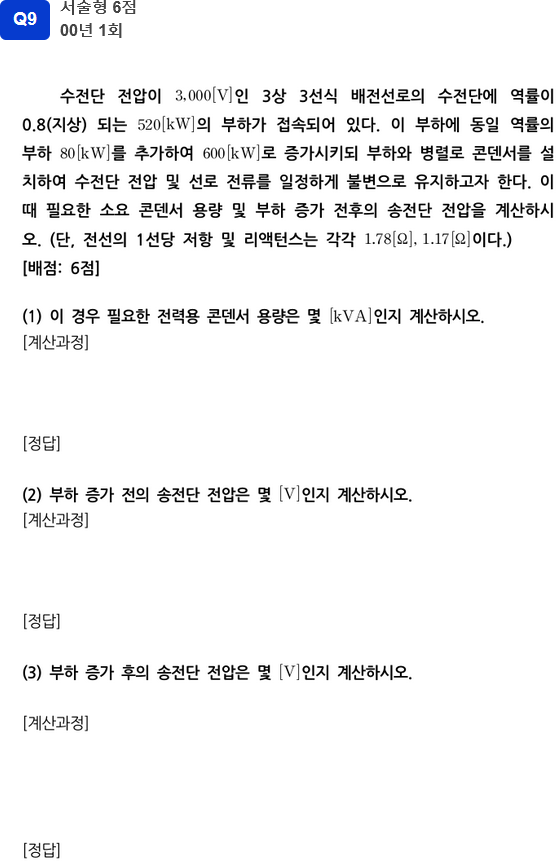 Q9
서술형 6점
00년 1회
수전단 전압이 3,000[V]인 3상 3선식 배전선로의 수전단에 역률이
0.8(지상) 되는 520[kW]의 부하가 접속되어 있다. 이 부하에 동일 역률의
부하 80[kW]를 추가하여 600[kW]로 증가시키되 부하와 병렬로 콘덴서를 설
치하여 수전단 전압 및 선로 전류를 일정하게 불변으로 유지하고자 한다. 이
때 필요한 소요 콘덴서 용량 및 부하 증가 전후의 송전단 전압을 계산하시
오. (단, 전선의 1선당 저항 및 리액턴스는 각각 1.78[Ω], 1.17[Ω]이다.)
[배점: 6점]
(1) 이 경우 필요한 전력용 콘덴서 용량은 몇 [kVA]인지 계산하시오.
[계산과정]
[정답]
(2) 부하 증가 전의 송전단 전압은 몇 [V]인지 계산하시오.
[계산과정]
[정답]
(3) 부하 증가 후의 송전단 전압은 몇 [V]인지 계산하시오.
[계산과정]
[정답]